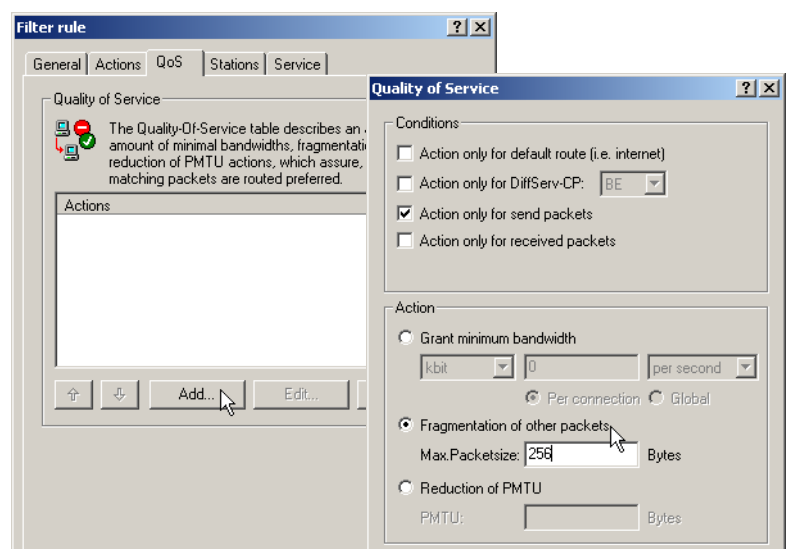 Filter rule
General
Actions
QoS
Stations
Service
Quality of Service
The Quality-Of-Service table describes an
amount of minimal bandwidths, fragmentati
reduction of PMTU actions, which assure,
matching packets are routed preferred.
Actions
Add...
Edit...
Quality of Service
Conditions
Action only for default route (i.e. internet)
Action only for DiffServ-CP: BE
Action only for send packets
Action only for received packets
Action
Grant minimum bandwidth
kbit 0 per second
Per connection Global
Fragmentation of other packets
Max.Packetsize: 256 Bytes
Reduction of PMTU
PMTU: Bytes